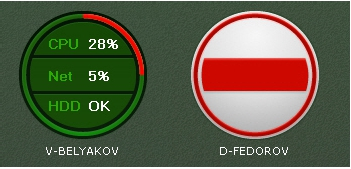 CPU 28%
Net 5%
HDD OK
V-BELYAKOV
D-FEDOROV